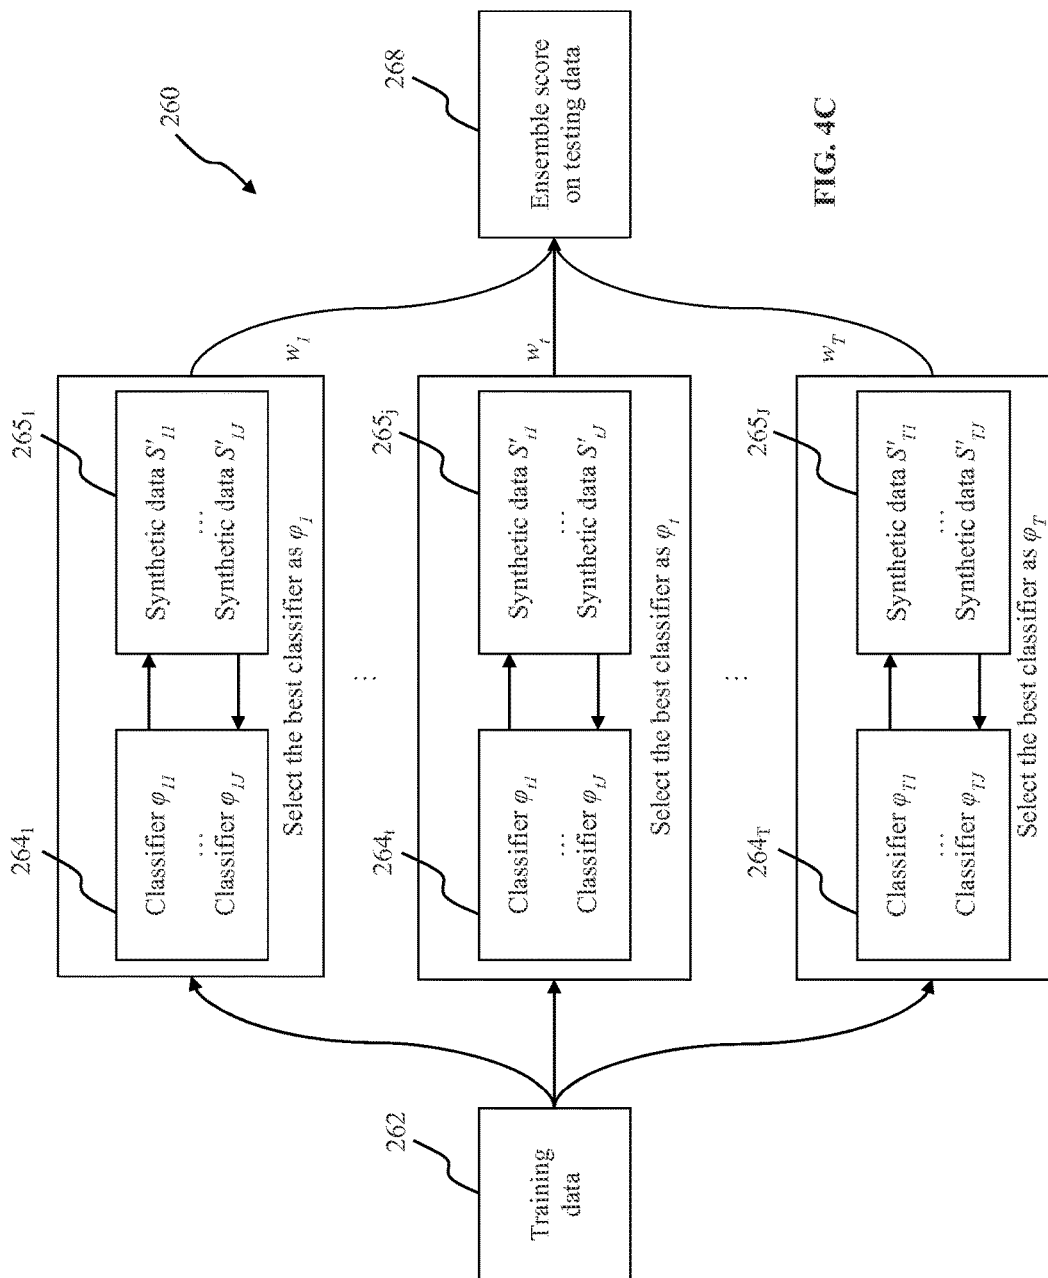 260
262
Training
data
264₁
Classifier φ₁₁
...
Classifier φ₁J
265₁
Synthetic data S'₁₁
...
Synthetic data S'₁J
Select the best classifier as φ₁
w₁
...
264ₜ
Classifier φₜ₁
...
Classifier φₜJ
265ⱼ
Synthetic data S'ₜ₁
...
Synthetic data S'ₜJ
Select the best classifier as φₜ
wₜ
...
264T
Classifier φT₁
...
Classifier φTJ
265J
Synthetic data S'T₁
...
Synthetic data S'TJ
Select the best classifier as φT
wT
268
Ensemble score
on testing data
FIG. 4C